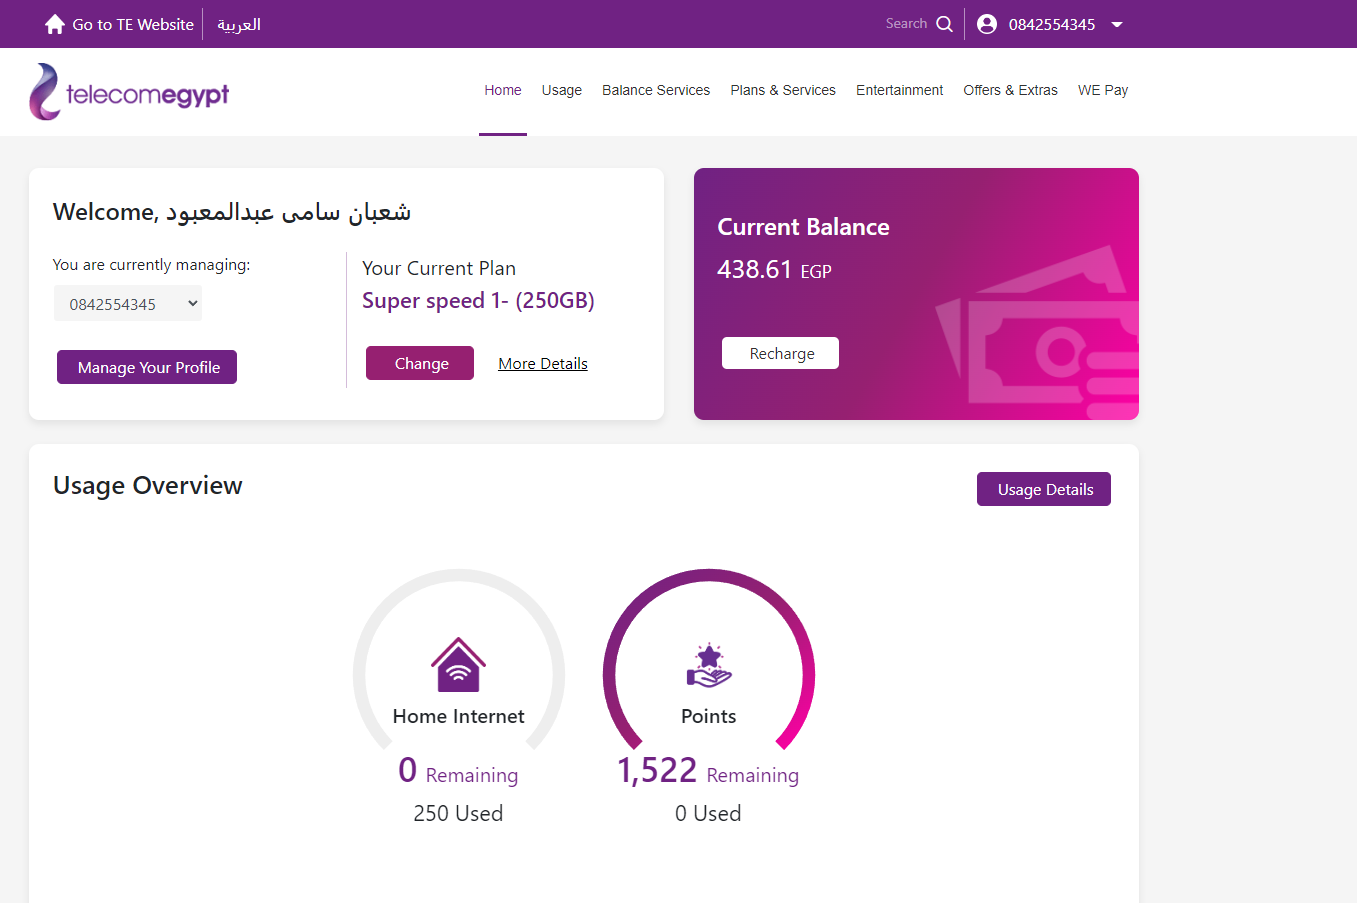 Go to TE Website
العربية
Search
0842554345
telecomegypt
Home
Usage
Balance Services
Plans & Services
Entertainment
Offers & Extras
WE Pay
Welcome, شعبان سامى عبدالمعبود
You are currently managing:
0842554345
Manage Your Profile
Your Current Plan
Super speed 1- (250GB)
Change
More Details
Current Balance
438.61 EGP
Recharge
Usage Overview
Usage Details
Home Internet
0 Remaining
250 Used
Points
1,522 Remaining
0 Used